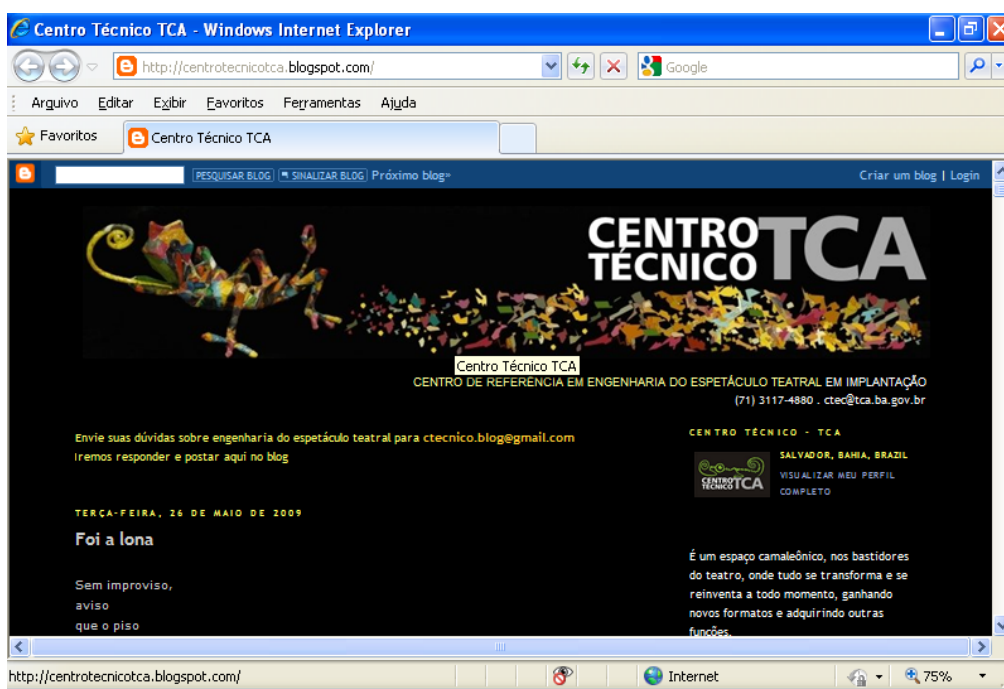 Centro Técnico TCA - Windows Internet Explorer
http://centrotecnicotca.blogspot.com/
Google
Arquivo Editar Exibir Favoritos Ferramentas Ajuda
Favoritos
Centro Técnico TCA
PESQUISAR BLOG SINALIZAR BLOG Próximo blog»
Criar um blog | Login
CENTRO
TÉCNICO
TCA
Centro Técnico TCA
CENTRO DE REFERÊNCIA EM ENGENHARIA DO ESPETÁCULO TEATRAL EM IMPLANTAÇÃO
(71) 3117-4880 . ctec@tca.ba.gov.br
Envie suas dúvidas sobre engenharia do espetáculo teatral para ctecnico.blog@gmail.com
Iremos responder e postar aqui no blog
TERÇA-FEIRA, 26 DE MAIO DE 2009
Foi a lona
Sem improviso,
aviso
que o piso
CENTRO TÉCNICO - TCA
CENTRO
TÉCNICO TCA
SALVADOR, BAHIA, BRAZIL
VISUALIZAR MEU PERFIL
COMPLETO
É um espaço camaleônico, nos bastidores
do teatro, onde tudo se transforma e se
reinventa a todo momento, ganhando
novos formatos e adquirindo outras
funções.
http://centrotecnicotca.blogspot.com/
Internet
75%